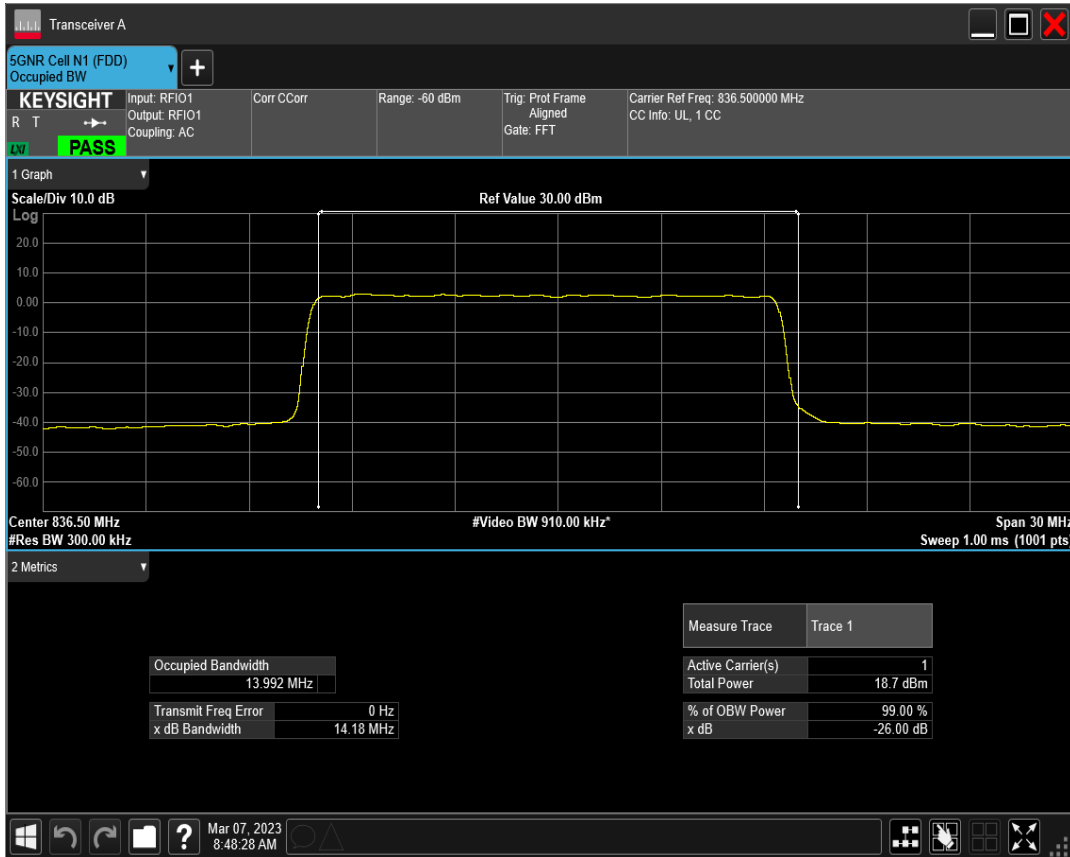 Transceiver A
5GNR Cell N1 (FDD)
Occupied BW
+
KEYSIGHT
R T
LXI
PASS
Input: RFIO1
Output: RFIO1
Coupling: AC
Corr CCorr
Range: -60 dBm
Trig: Prot Frame
Aligned
Gate: FFT
Carrier Ref Freq: 836.500000 MHz
CC Info: UL, 1 CC
1 Graph
Scale/Div 10.0 dB
Ref Value 30.00 dBm
Log
20.0
10.0
0.00
-10.0
-20.0
-30.0
-40.0
-50.0
-60.0
Center 836.50 MHz
#Video BW 910.00 kHz*
Span 30 MHz
#Res BW 300.00 kHz
Sweep 1.00 ms (1001 pts)
2 Metrics
Measure Trace Trace 1
Occupied Bandwidth
13.992 MHz
Active Carrier(s) 1
Total Power 18.7 dBm
Transmit Freq Error 0 Hz
x dB Bandwidth 14.18 MHz
% of OBW Power 99.00 %
x dB -26.00 dB
?
Mar 07, 2023
8:48:28 AM